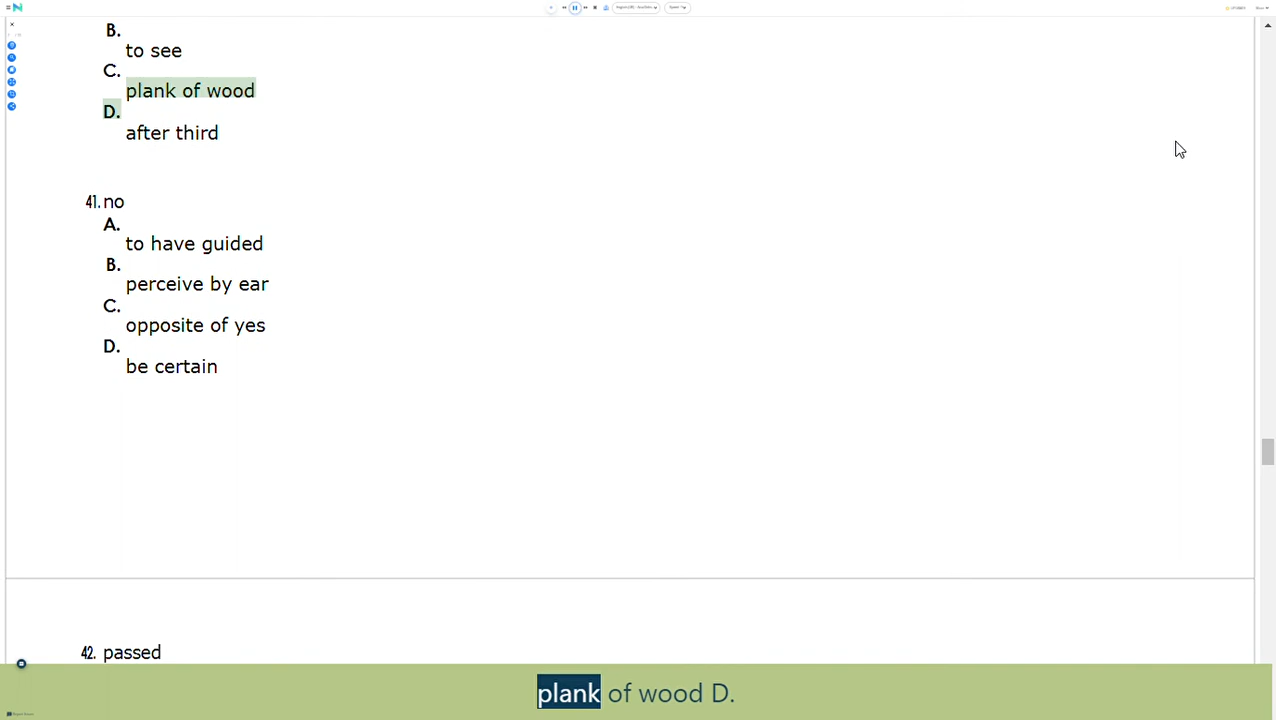 B.
to see
C.
plank of wood
D.
after third
41. no
A.
to have guided
B.
perceive by ear
C.
opposite of yes
D.
be certain
42. passed
plank of wood D.